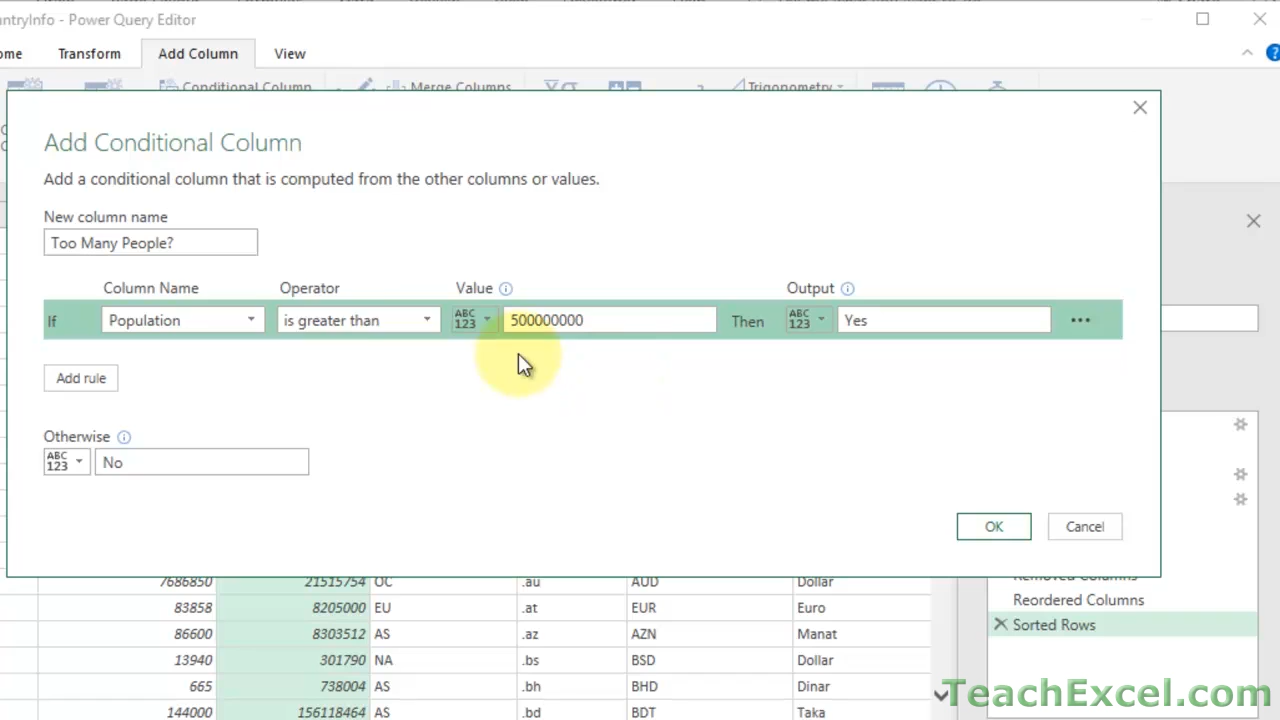 ntryInfo - Power Query Editor
ome Transform Add Column View
Conditional Column Merge Columns Trigonometry
Add Conditional Column
Add a conditional column that is computed from the other columns or values.
New column name
Too Many People?
Column Name Operator Value Output
If Population is greater than ABC 123 500000000 Then ABC 123 Yes ...
Add rule
Otherwise
ABC 123 No
OK Cancel
7686850 21515754 OC .au AUD Dollar
Removed Columns
83858 8205000 EU .at EUR Euro
Reordered Columns
86600 8303512 AS .az AZN Manat
Sorted Rows
13940 301790 NA .bs BSD Dollar
665 738004 AS .bh BHD Dinar
144000 156118464 AS .bd BDT Taka
TeachExcel.com